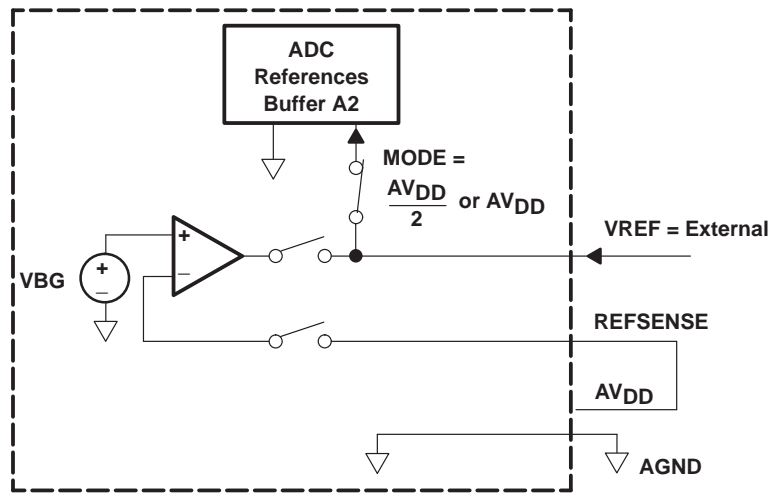 ADC
References
Buffer A2
MODE =
AVDD
2
or AVDD
VREF = External
+
−
VBG
+
−
REFSENSE
AVDD
AGND